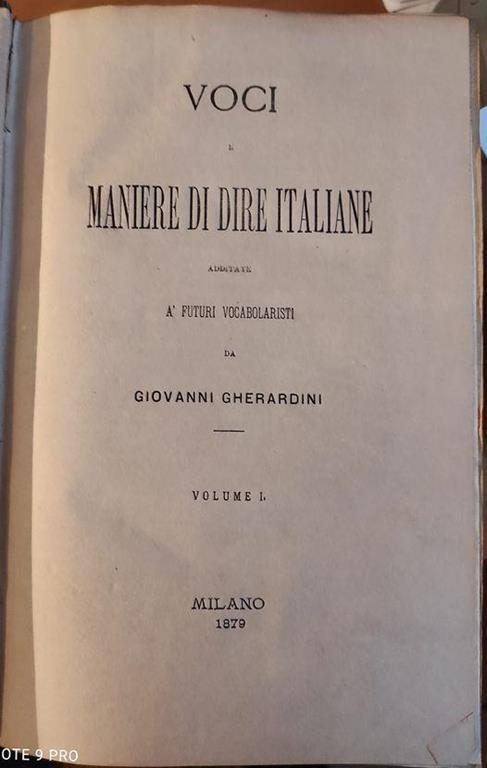 VOCI
E
MANIERE DI DIRE ITALIANE
ADDITATE
A' FUTURI VOCABOLARISTI
DA
GIOVANNI GHERARDINI
VOLUME I.
MILANO
1879
OTE 9 PRO